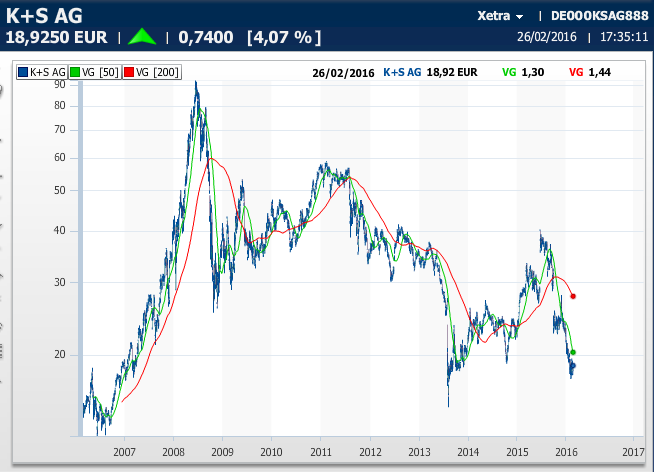 K+S AG Xetra | DE000KSAG888
18,9250 EUR | 0,7400 [4,07 %] 26/02/2016 | 17:35:11
K+S AG VG [50] VG [200] 26/02/2016 K+S AG 18,92 EUR VG 1,30 VG 1,44
90
80
70
60
50
40
30
20
2007 2008 2009 2010 2011 2012 2013 2014 2015 2016 2017